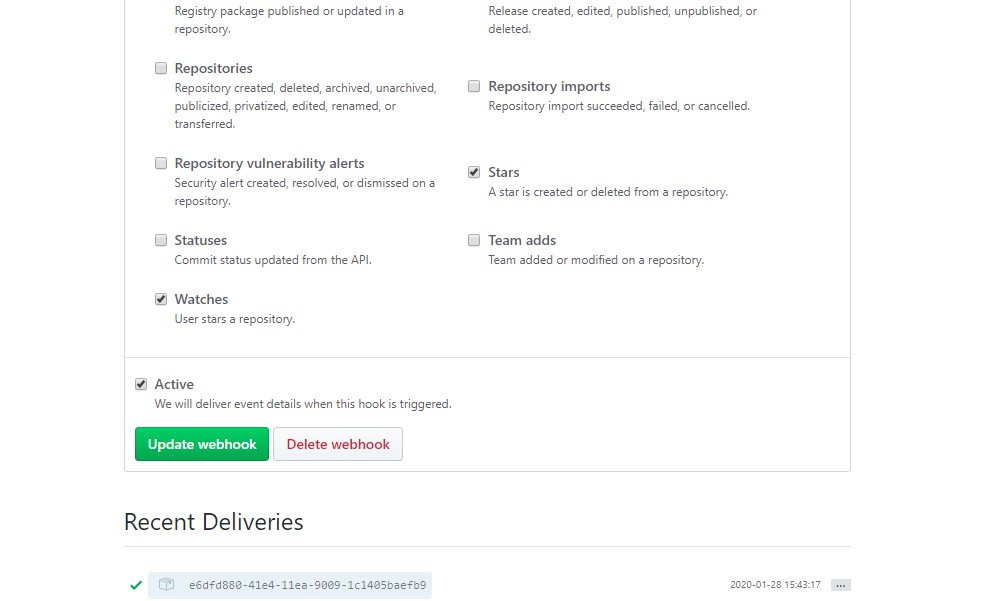 Registry package published or updated in a
repository.
Release created, edited, published, unpublished, or
deleted.
Repositories
Repository created, deleted, archived, unarchived,
publicized, privatized, edited, renamed, or
transferred.
Repository imports
Repository import succeeded, failed, or cancelled.
Repository vulnerability alerts
Security alert created, resolved, or dismissed on a
repository.
Stars
A star is created or deleted from a repository.
Statuses
Commit status updated from the API.
Team adds
Team added or modified on a repository.
Watches
User stars a repository.
Active
We will deliver event details when this hook is triggered.
Update webhook
Delete webhook
Recent Deliveries
e6dfd880-41e4-11ea-9009-1c1405baefb9
2020-01-28 15:43:17
...